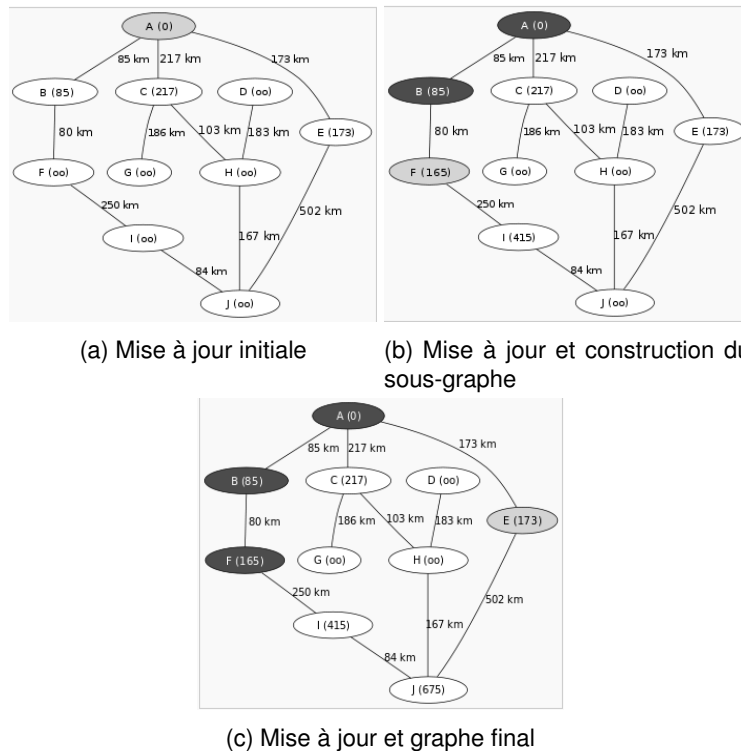 A (0)
85 km 217 km 173 km
B (85) C (217) D (oo)
80 km 186 km 103 km 183 km E (173)
F (oo) G (oo) H (oo)
250 km 502 km
I (oo) 167 km
84 km
J (oo)
(a) Mise à jour initiale
A (0)
85 km 217 km 173 km
B (85) C (217) D (oo)
80 km 186 km 103 km 183 km E (173)
F (165) G (oo) H (oo)
250 km 502 km
I (415) 167 km
84 km
J (oo)
(b) Mise à jour et construction du
sous-graphe
A (0)
85 km 217 km 173 km
B (85) C (217) D (oo)
80 km 186 km 103 km 183 km E (173)
F (165) G (oo) H (oo)
250 km 502 km
I (415) 167 km
84 km
J (675)
(c) Mise à jour et graphe final